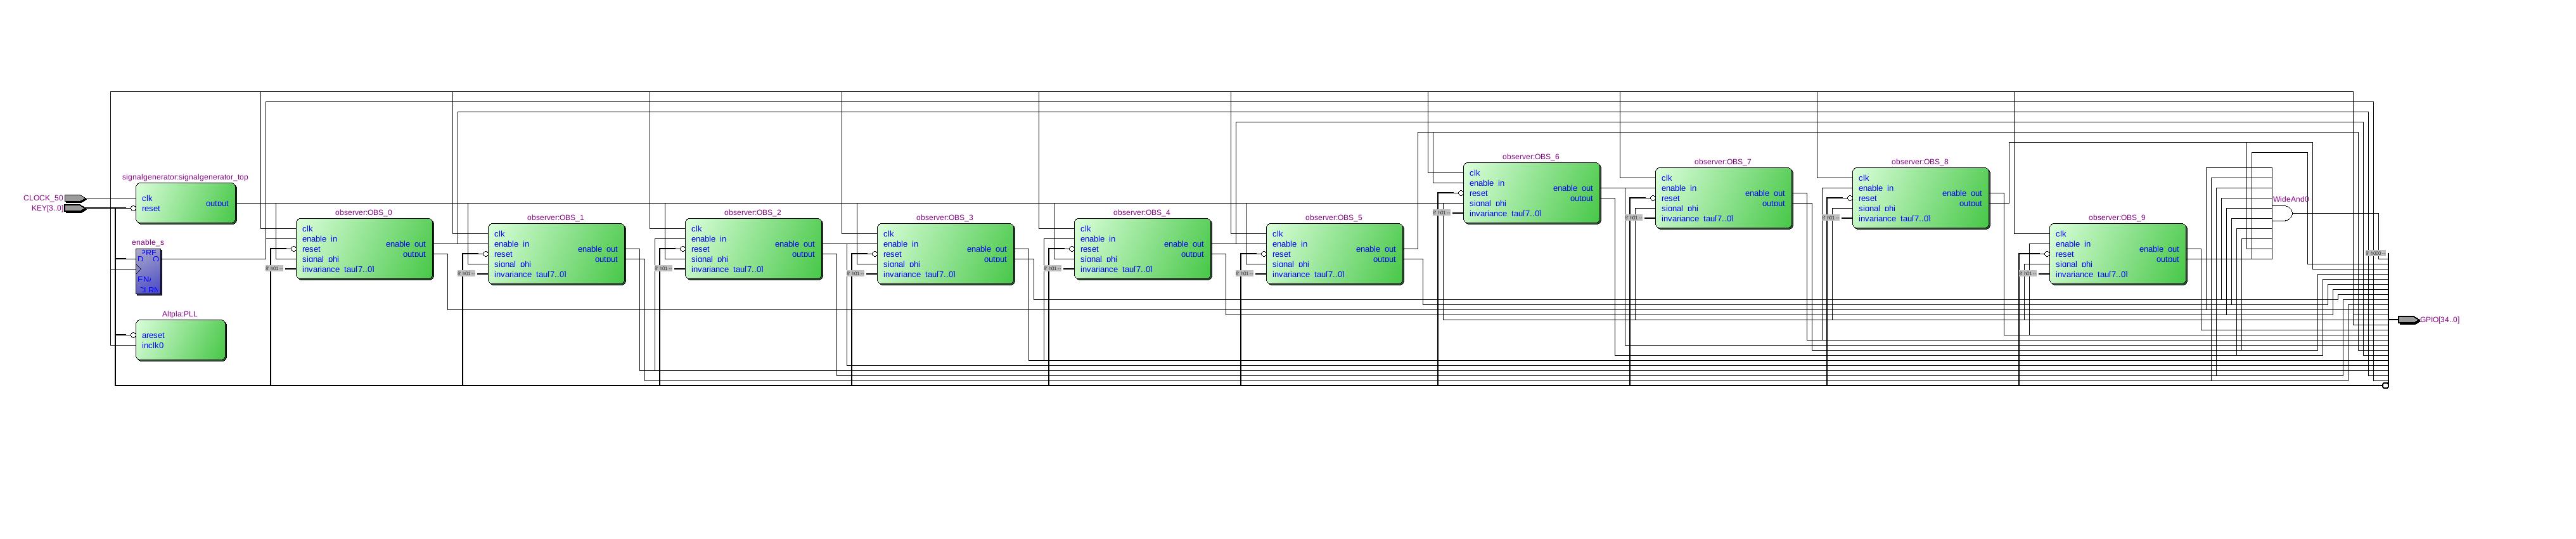 CLOCK_50
KEY[3..0]
signalgenerator:signalgenerator_top
clk
reset
output
enable_s
D
Altpla:PLL
areset
inclk0
observer:OBS_0
clk
enable_in
reset
signal_phi
invariance_tau[7..0]
enable_out
output
observer:OBS_1
clk
enable_in
reset
signal_phi
invariance_tau[7..0]
enable_out
output
observer:OBS_2
clk
enable_in
reset
signal_phi
invariance_tau[7..0]
enable_out
output
observer:OBS_3
clk
enable_in
reset
signal_phi
invariance_tau[7..0]
enable_out
output
observer:OBS_4
clk
enable_in
reset
signal_phi
invariance_tau[7..0]
enable_out
output
observer:OBS_5
clk
enable_in
reset
signal_phi
invariance_tau[7..0]
enable_out
output
observer:OBS_6
clk
enable_in
reset
signal_phi
invariance_tau[7..0]
enable_out
output
observer:OBS_7
clk
enable_in
reset
signal_phi
invariance_tau[7..0]
enable_out
output
observer:OBS_8
clk
enable_in
reset
signal_phi
invariance_tau[7..0]
enable_out
output
observer:OBS_9
clk
enable_in
reset
signal_phi
invariance_tau[7..0]
enable_out
output
WideAnd0
GPIO[34..0]